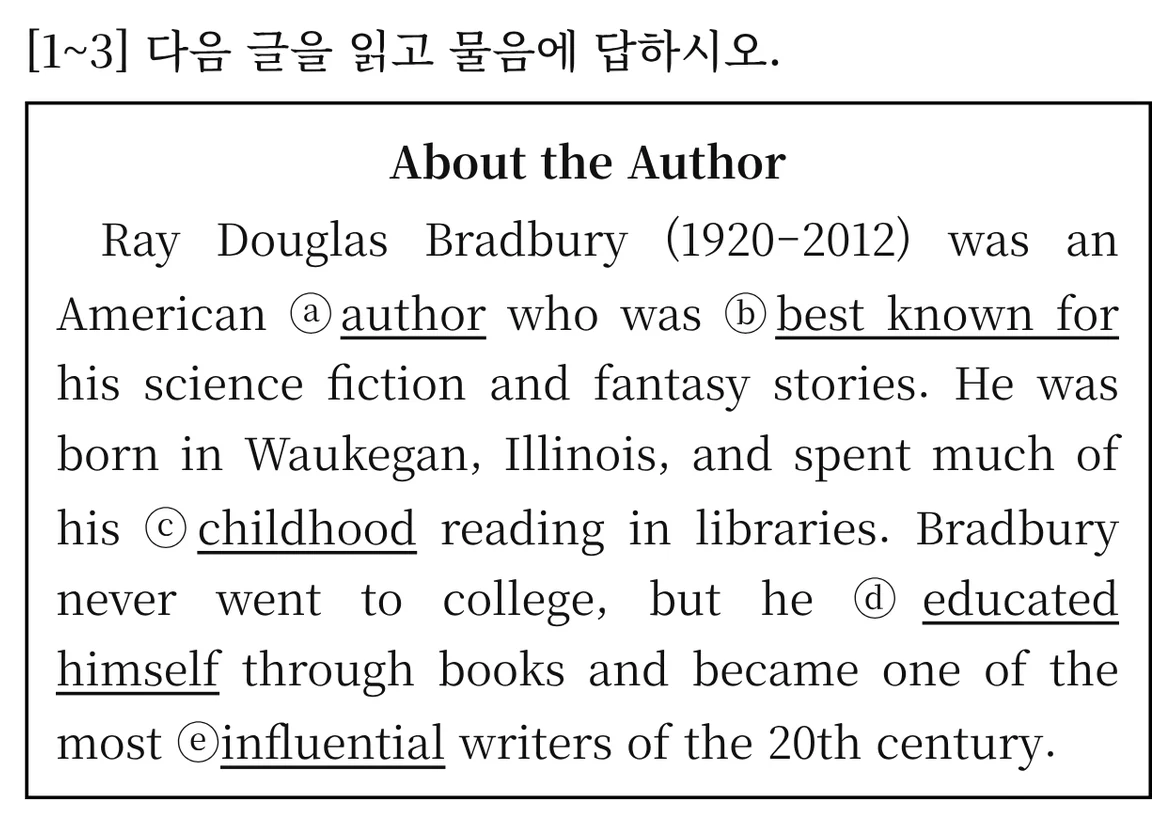 [1~3] 다음 글을 읽고 물음에 답하시오.
About the Author
Ray Douglas Bradbury (1920-2012) was an
American ⓐauthor who was ⓑbest known for
his science fiction and fantasy stories. He was
born in Waukegan, Illinois, and spent much of
his ⓒchildhood reading in libraries. Bradbury
never went to college, but he ⓓ educated
himself through books and became one of the
most ⓔinfluential writers of the 20th century.